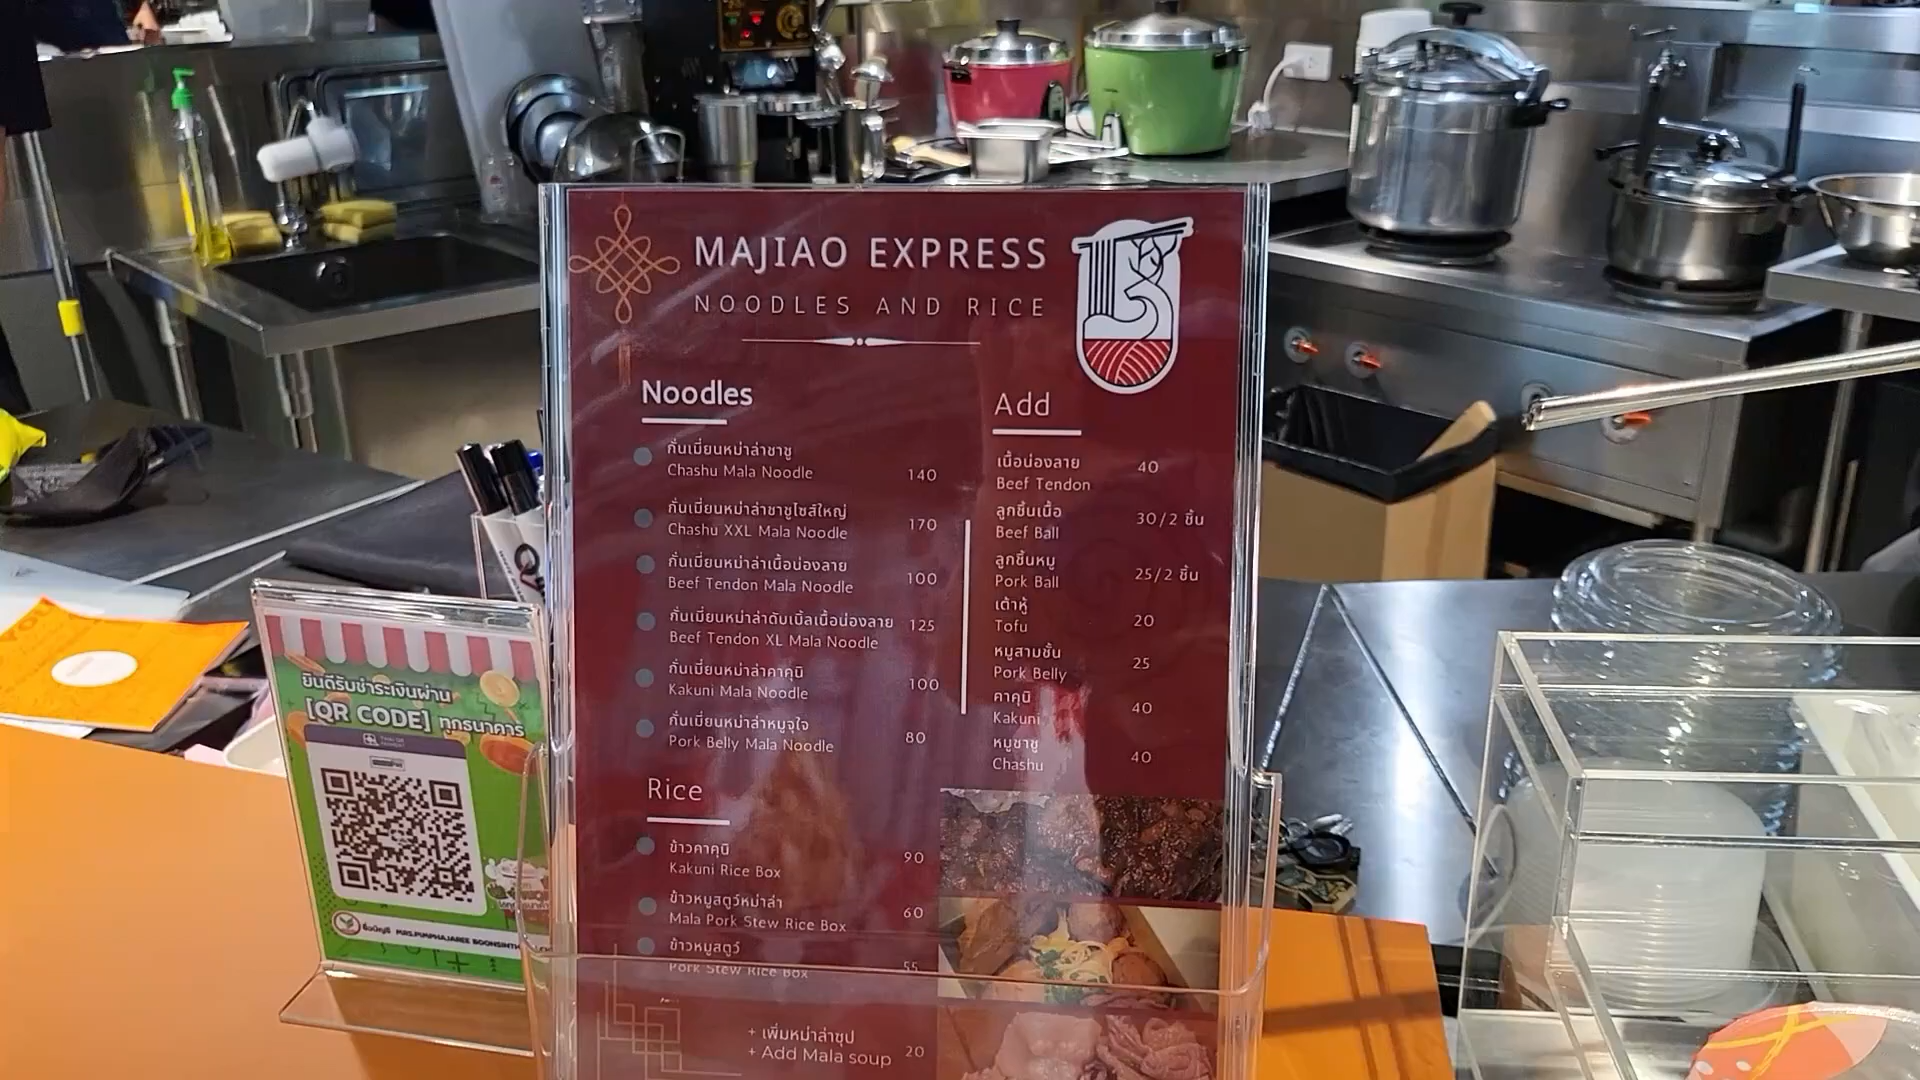 MAJIAO EXPRESS
NOODLES AND RICE
Noodles
กั่นเมี่ยนหม่าล่าชาชู
Chashu Mala Noodle 140
กั่นเมี่ยนหม่าล่าชาชูไซส์ใหญ่
Chashu XXL Mala Noodle 170
กั่นเมี่ยนหม่าล่าเนื้อน่องลาย
Beef Tendon Mala Noodle 100
กั่นเมี่ยนหม่าล่าดับเบิ้ลเนื้อน่องลาย
Beef Tendon XL Mala Noodle 125
กั่นเมี่ยนหม่าล่าคาคุนิ
Kakuni Mala Noodle 100
กั่นเมี่ยนหม่าล่าหมูจุใจ
Pork Belly Mala Noodle 80
Rice
ข้าวคาคุนิ
Kakuni Rice Box 90
ข้าวหมูสตูว์หม่าล่า
Mala Pork Stew Rice Box 60
ข้าวหมูสตูว์
Pork Stew Rice Box 55
+ เพิ่มหม่าล่าซุป
+ Add Mala soup 20
Add
เนื้อน่องลาย 40
Beef Tendon
ลูกชิ้นเนื้อ
Beef Ball 30/2 ชิ้น
ลูกชิ้นหมู
Pork Ball 25/2 ชิ้น
เต้าหู้
Tofu 20
หมูสามชั้น
Pork Belly 25
คาคุนิ
Kakuni 40
หมูชาชู
Chashu 40
ยินดีรับชำระเงินผ่าน
[QR CODE] ทุกธนาคาร
ชื่อบัญชี MRS.PIMPHAJAREE